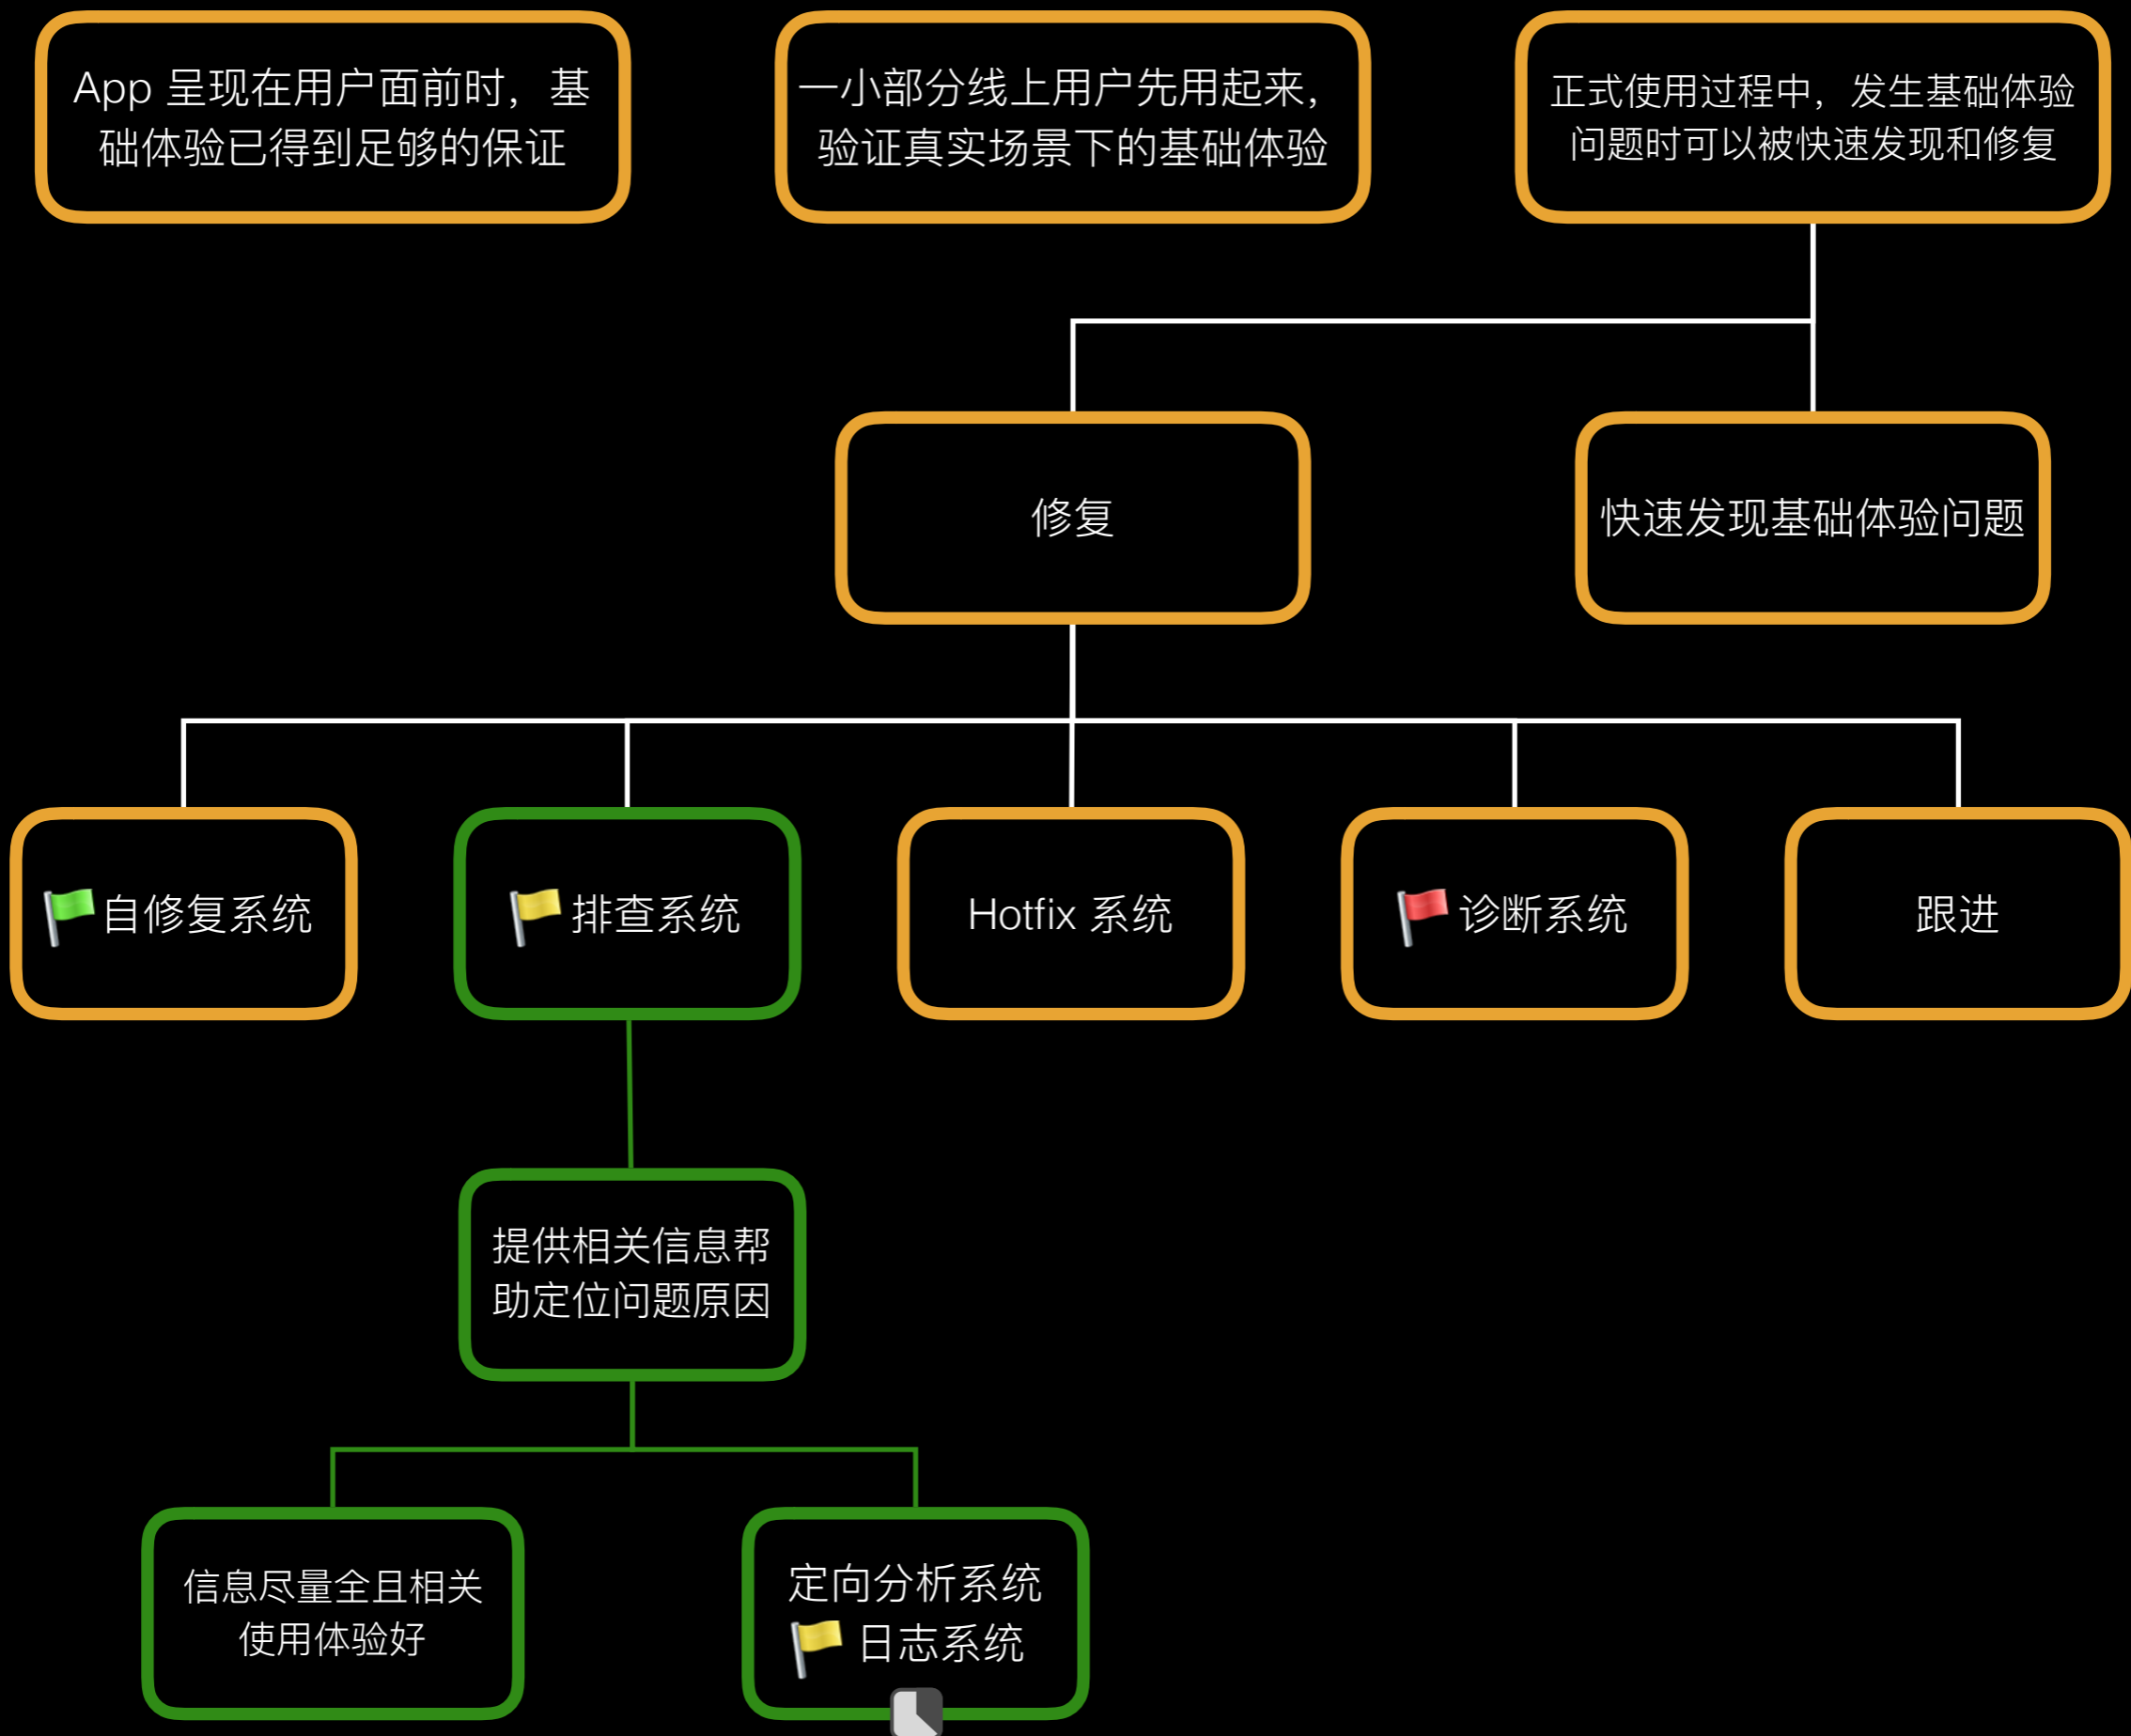 App 呈现在用户面前时，基
础体验已得到足够的保证
一小部分线上用户先用起来，
验证真实场景下的基础体验
正式使用过程中，发生基础体验
问题时可以被快速发现和修复
修复
快速发现基础体验问题
自修复系统
排查系统
Hotfix 系统
诊断系统
跟进
提供相关信息帮
助定位问题原因
信息尽量全且相关
使用体验好
定向分析系统
日志系统